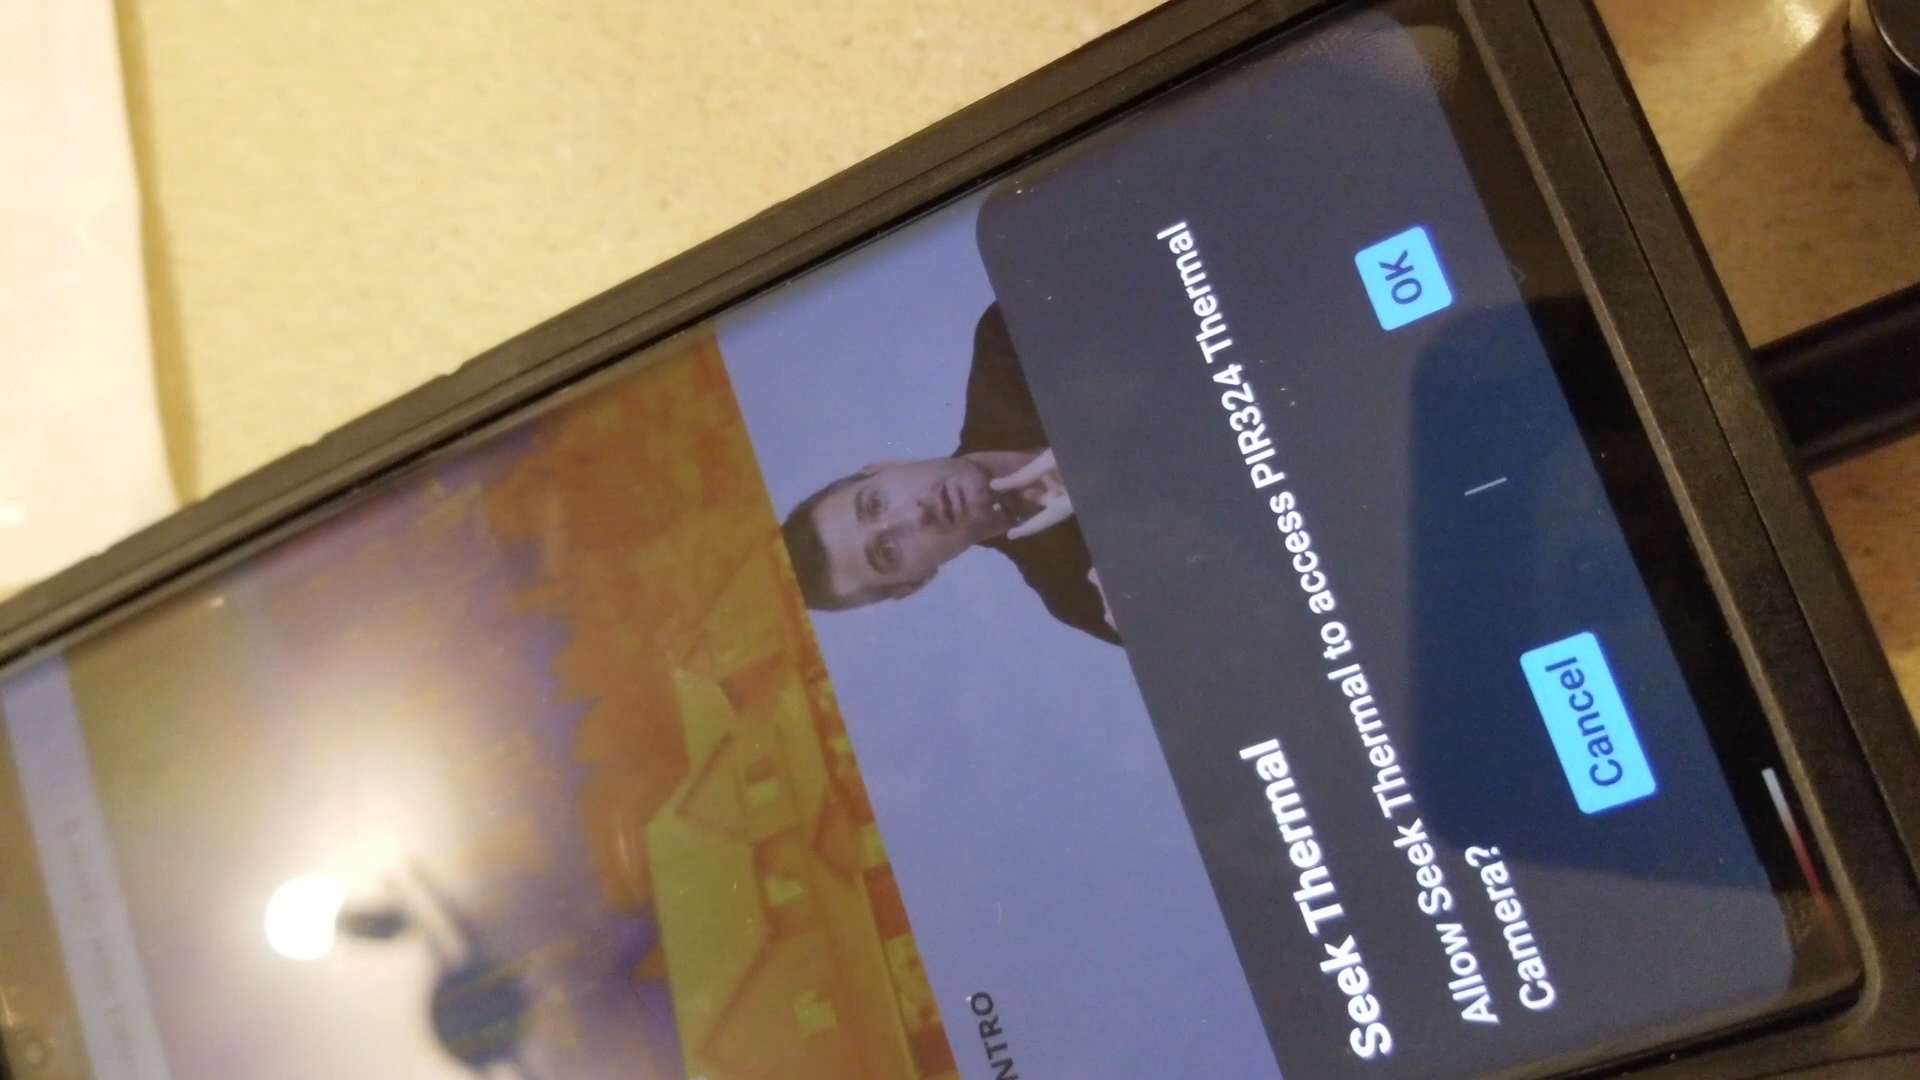 NTRO
Seek Thermal
Allow Seek Thermal to access PIR324 Thermal
Camera?
Cancel
OK